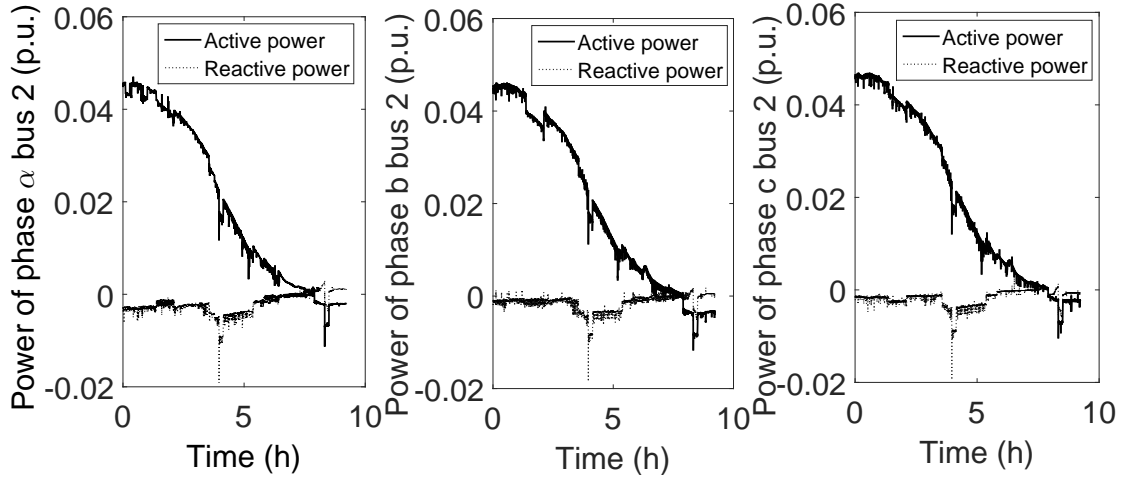 Power of phase α bus 2 (p.u.)
0.06
0.04
0.02
0
-0.02
Active power
Reactive power
0
5
10
Time (h)
Power of phase b bus 2 (p.u.)
0.06
0.04
0.02
0
-0.02
Active power
Reactive power
0
5
10
Time (h)
Power of phase c bus 2 (p.u.)
0.06
0.04
0.02
0
-0.02
Active power
Reactive power
0
5
10
Time (h)